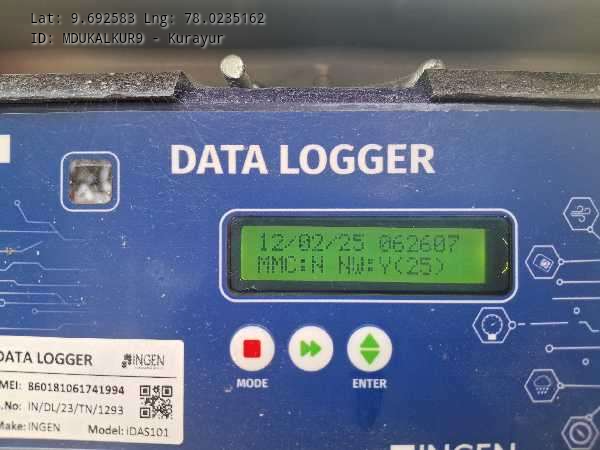 Lat: 9.692583 Lng: 78.0235162
ID: MDUKALKUR9 - Kurayur
DATA LOGGER
12/02/25 062607
MMC:N NW:Y(25)
MODE
ENTER
DATA LOGGER
INGEN
MEI: 860181061741994
.No: IN/DL/23/TN/1293
Make: INGEN
Model: iDAS101
INGEN